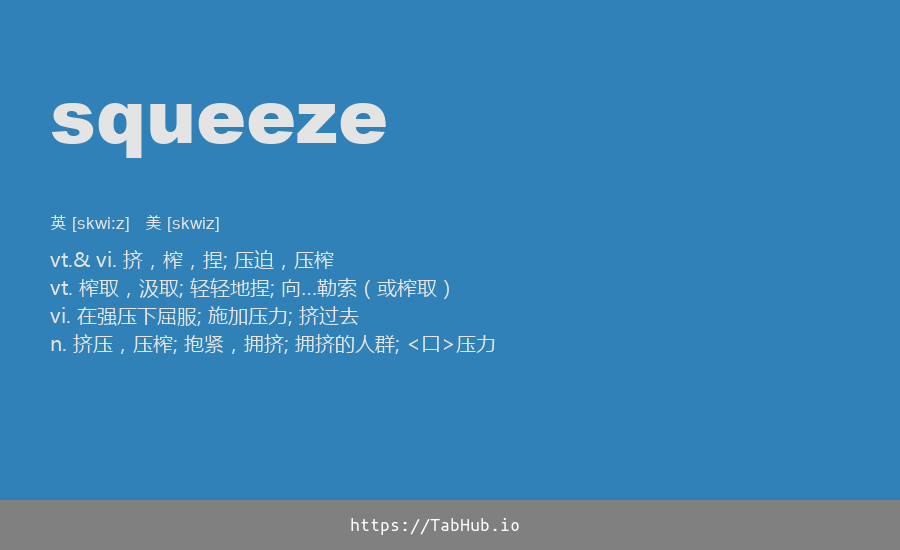 squeeze
英 [skwi:z] 美 [skwiz]
vt.& vi. 挤，榨，捏; 压迫，压榨
vt. 榨取，汲取; 轻轻地捏; 向…勒索（或榨取）
vi. 在强压下屈服; 施加压力; 挤过去
n. 挤压，压榨; 抱紧，拥挤; 拥挤的人群; <口>压力
https://TabHub.io